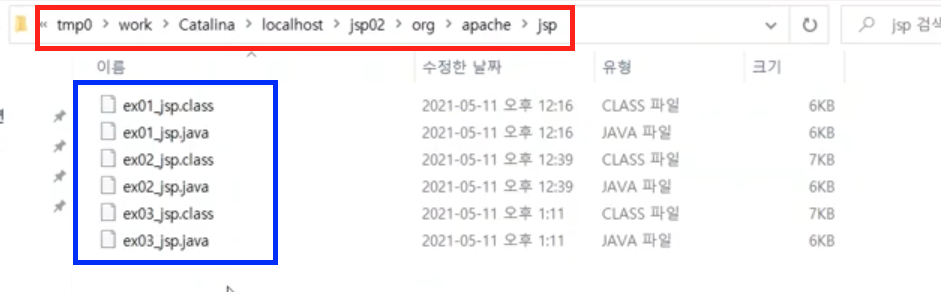 « tmp0 > work > Catalina > localhost > jsp02 > org > apache > jsp jsp 검색
이름 수정한 날짜 유형 크기
ex01_jsp.class 2021-05-11 오후 12:16 CLASS 파일 6KB
ex01_jsp.java 2021-05-11 오후 12:16 JAVA 파일 6KB
ex02_jsp.class 2021-05-11 오후 12:39 CLASS 파일 7KB
ex02_jsp.java 2021-05-11 오후 12:39 JAVA 파일 6KB
ex03_jsp.class 2021-05-11 오후 1:11 CLASS 파일 7KB
ex03_jsp.java 2021-05-11 오후 1:11 JAVA 파일 6KB